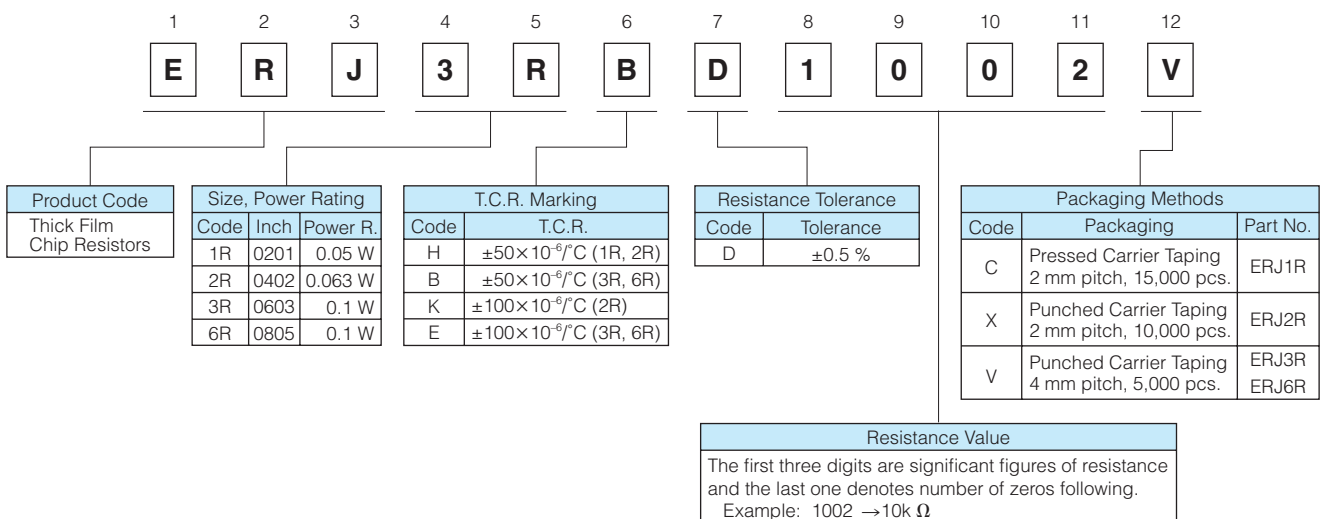 1 2 3 4 5 6 7 8 9 10 11 12
E R J 3 R B D 1 0 0 2 V
Product Code
Thick Film
Chip Resistors
Size, Power Rating
Code Inch Power R.
1R 0201 0.05 W
2R 0402 0.063 W
3R 0603 0.1 W
6R 0805 0.1 W
T.C.R. Marking
Code T.C.R.
H ±50×10⁻⁶/°C (1R, 2R)
B ±50×10⁻⁶/°C (3R, 6R)
K ±100×10⁻⁶/°C (2R)
E ±100×10⁻⁶/°C (3R, 6R)
Resistance Tolerance
Code Tolerance
D ±0.5 %
Packaging Methods
Code Packaging Part No.
C Pressed Carrier Taping
2 mm pitch, 15,000 pcs. ERJ1R
X Punched Carrier Taping
2 mm pitch, 10,000 pcs. ERJ2R
V Punched Carrier Taping ERJ3R
4 mm pitch, 5,000 pcs. ERJ6R
Resistance Value
The first three digits are significant figures of resistance
and the last one denotes number of zeros following.
Example: 1002 →10k Ω